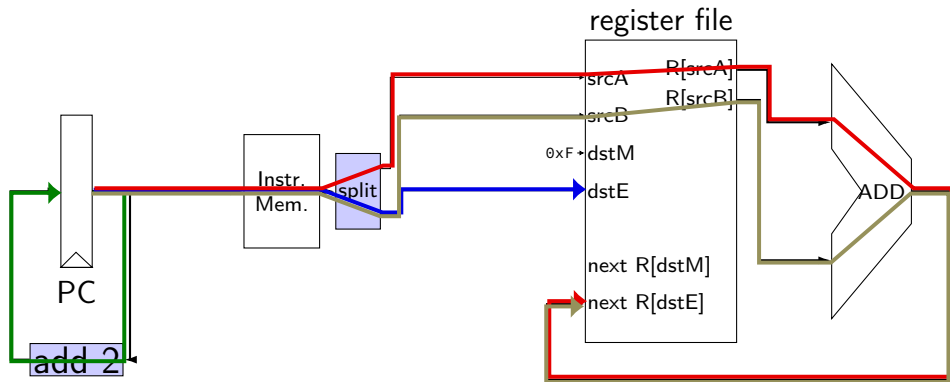 register file
srcA
R[srcA]
srcB
R[srcB]
0xF
dstM
dstE
next R[dstM]
next R[dstE]
Instr.
Mem.
split
ADD
PC
add 2